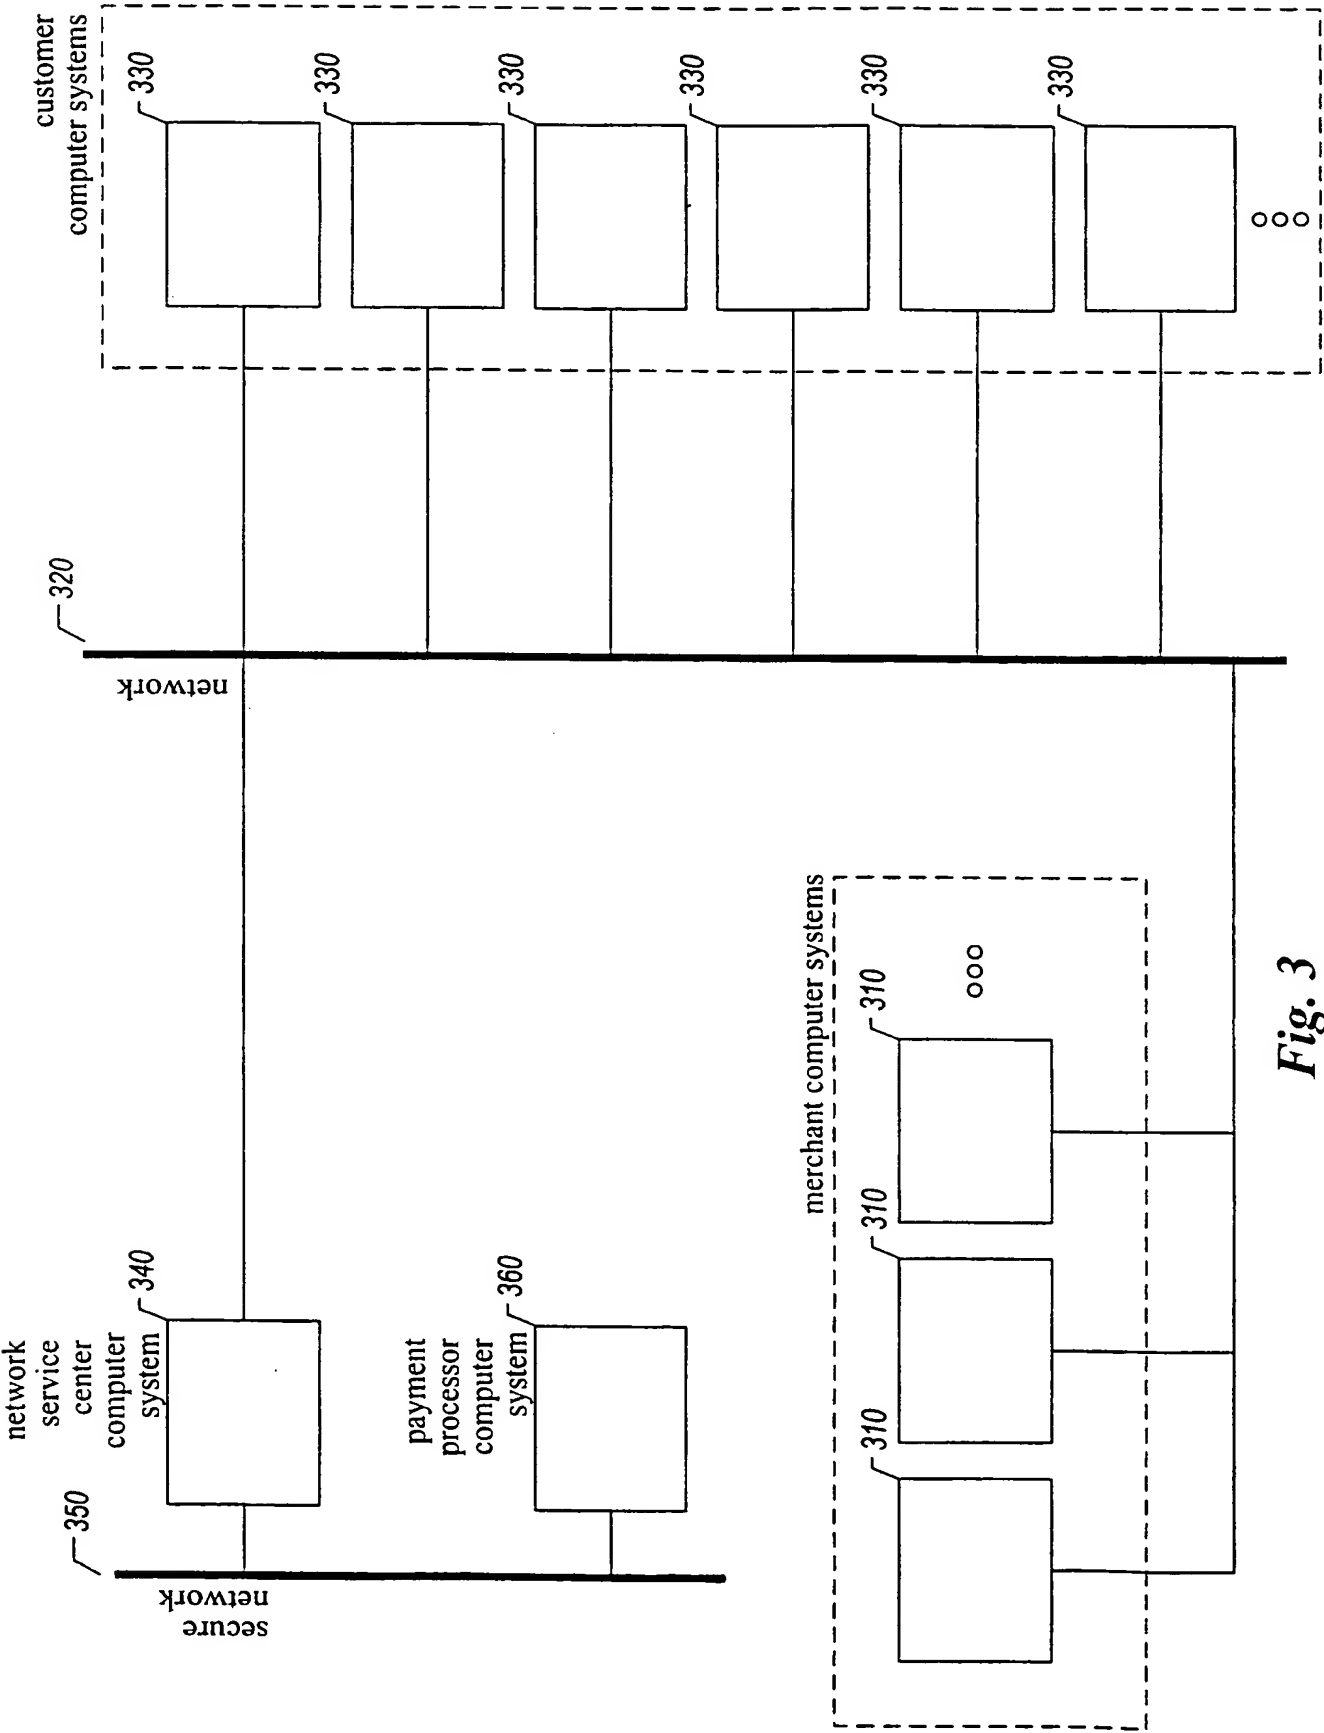 customer
computer systems
330
330
330
330
330
330
320
network
network
service
center
computer
system
340
350
secure
network
payment
processor
computer
system
360
merchant computer systems
310
310
310
Fig. 3